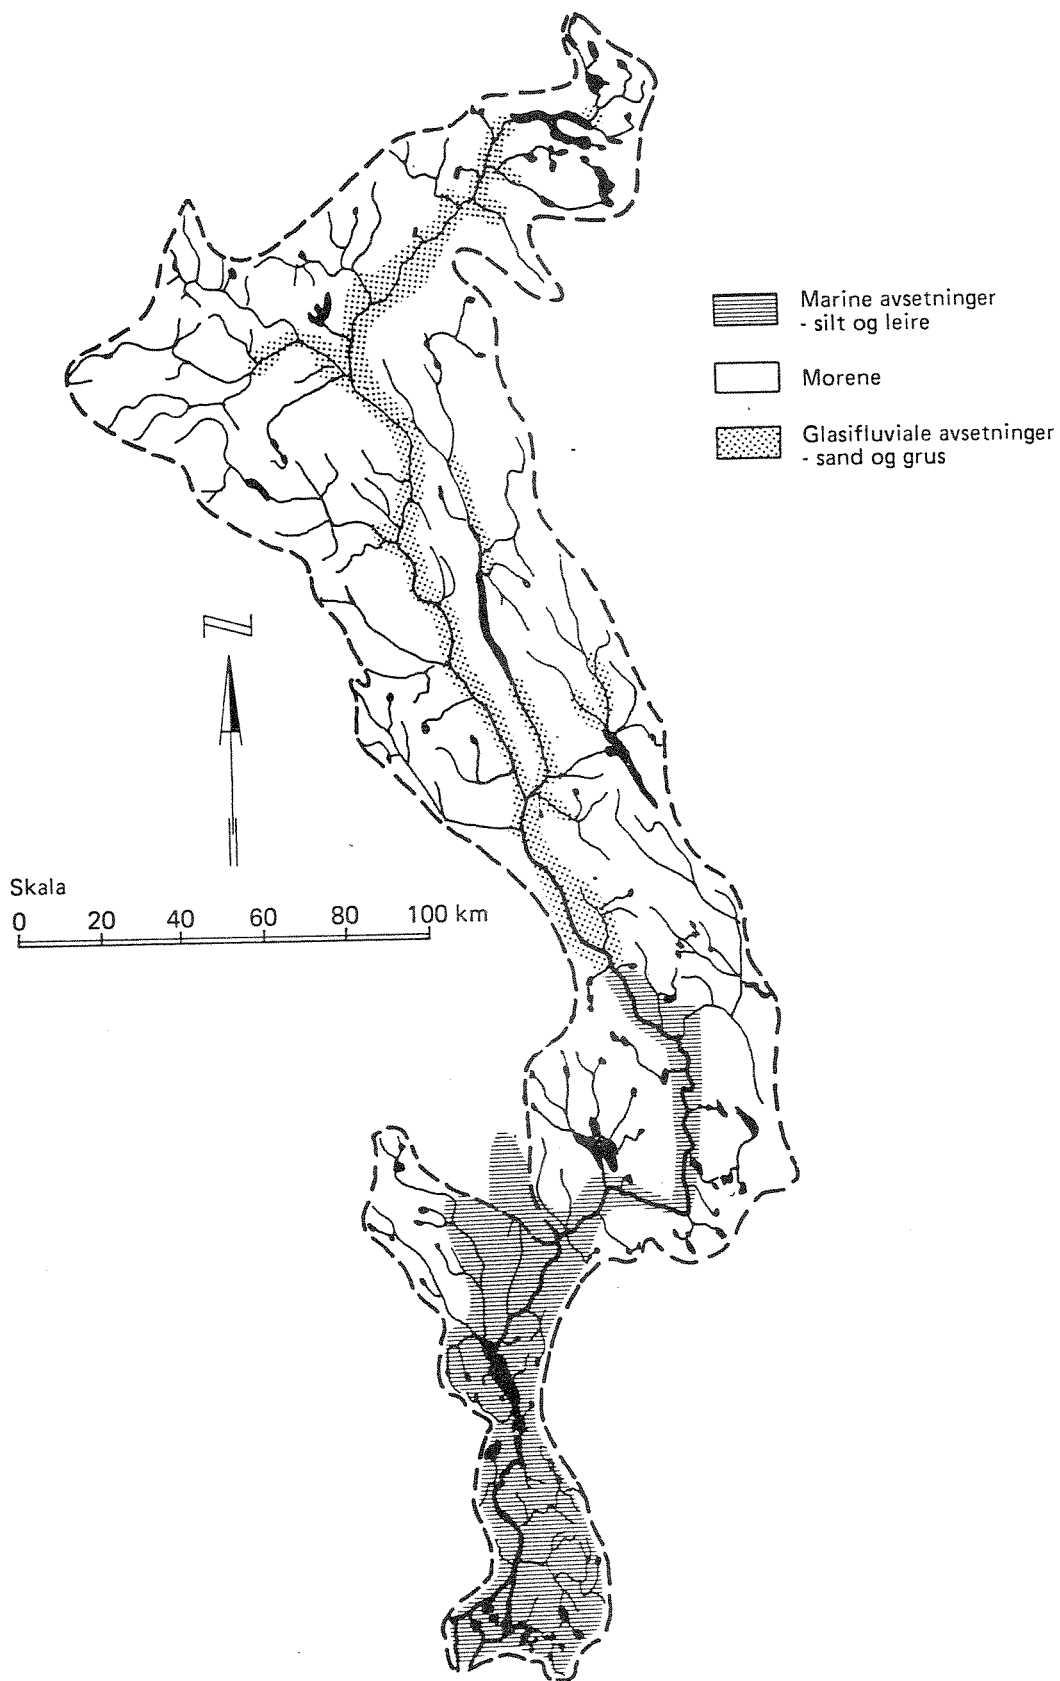 Marine avsetninger
- silt og leire
Morene
Glasifluviale avsetninger
- sand og grus
N
Skala
0 20 40 60 80 100 km